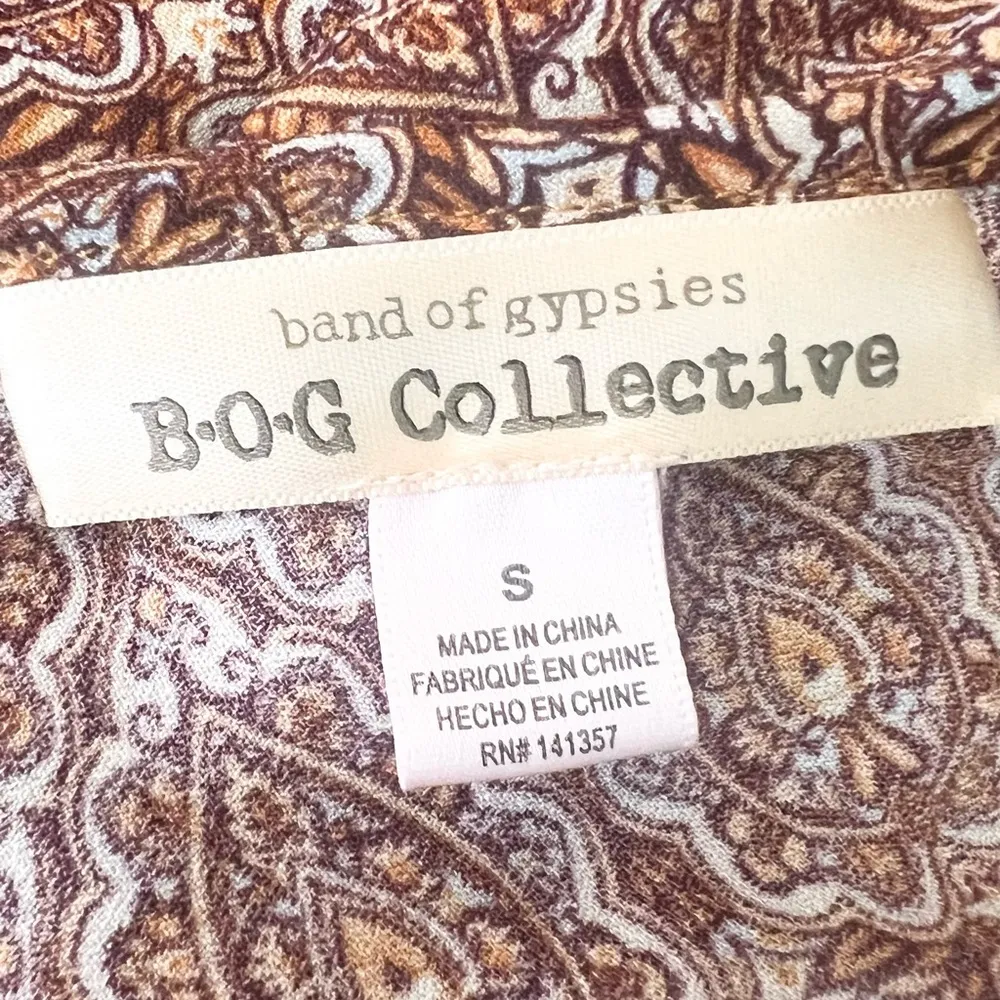 band of gypsies
B·O·G Collective
S
MADE IN CHINA
FABRIQUÉ EN CHINE
HECHO EN CHINE
RN# 141357